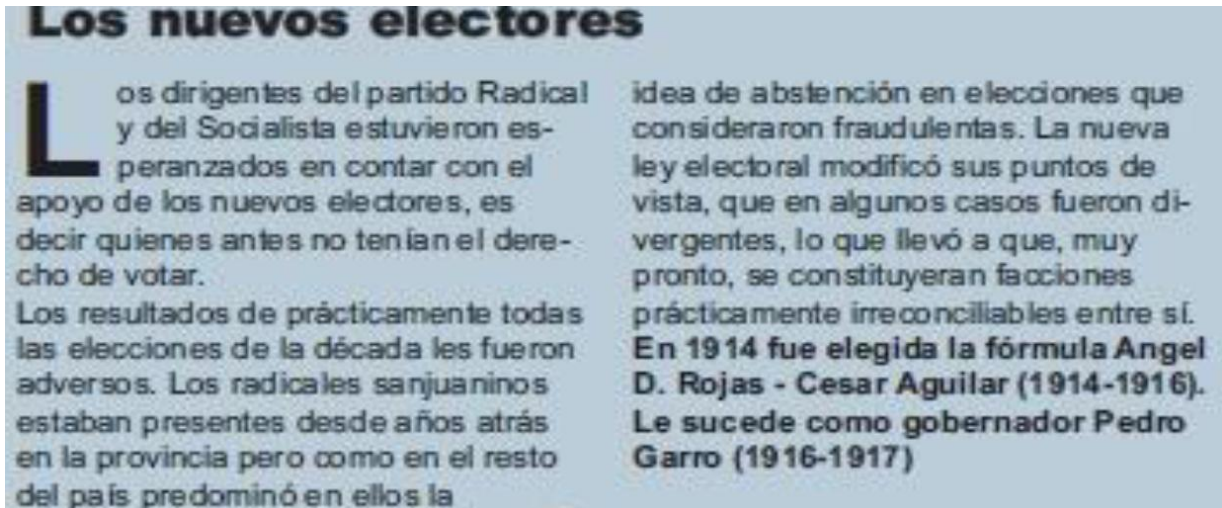 Los nuevos electores
Los dirigentes del partido Radical
y del Socialista estuvieron es-
peranzados en contar con el
apoyo de los nuevos electores, es
decir quienes antes no tenían el dere-
cho de votar.
Los resultados de prácticamente todas
las elecciones de la década les fueron
adversos. Los radicales sanjuaninos
estaban presentes desde años atrás
en la provincia pero como en el resto
del país predominó en ellos la
idea de abstención en elecciones que
consideraron fraudulentas. La nueva
ley electoral modificó sus puntos de
vista, que en algunos casos fueron di-
vergentes, lo que llevó a que, muy
pronto, se constituyeran facciones
prácticamente irreconciliables entre sí.
En 1914 fue elegida la fórmula Angel
D. Rojas - Cesar Aguilar (1914-1916).
Le sucede como gobernador Pedro
Garro (1916-1917)